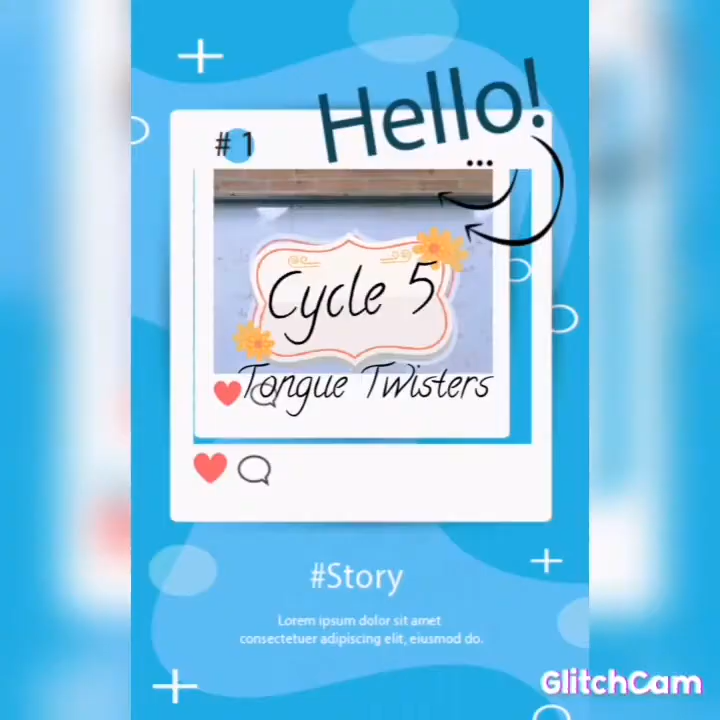 Hello!
# 1
...
Cycle 5
Tongue Twisters
#Story
Lorem ipsum dolor sit amet
consectetuer adipiscing elit, eiusmod do.
GlitchCam